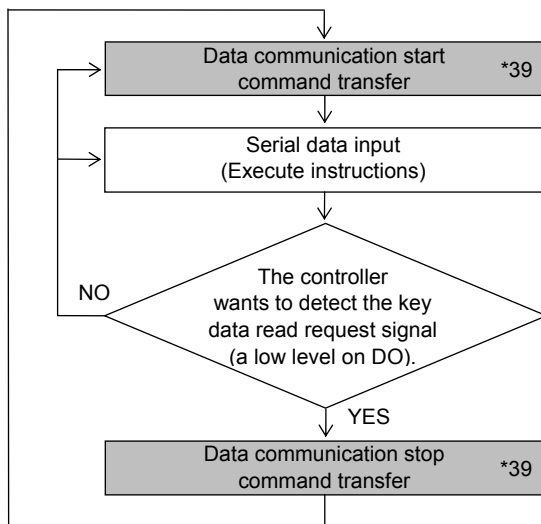 Data communication start
command transfer
*39
Serial data input
(Execute instructions)
The controller
wants to detect the key
data read request signal
(a low level on DO).
NO
YES
Data communication stop
command transfer
*39